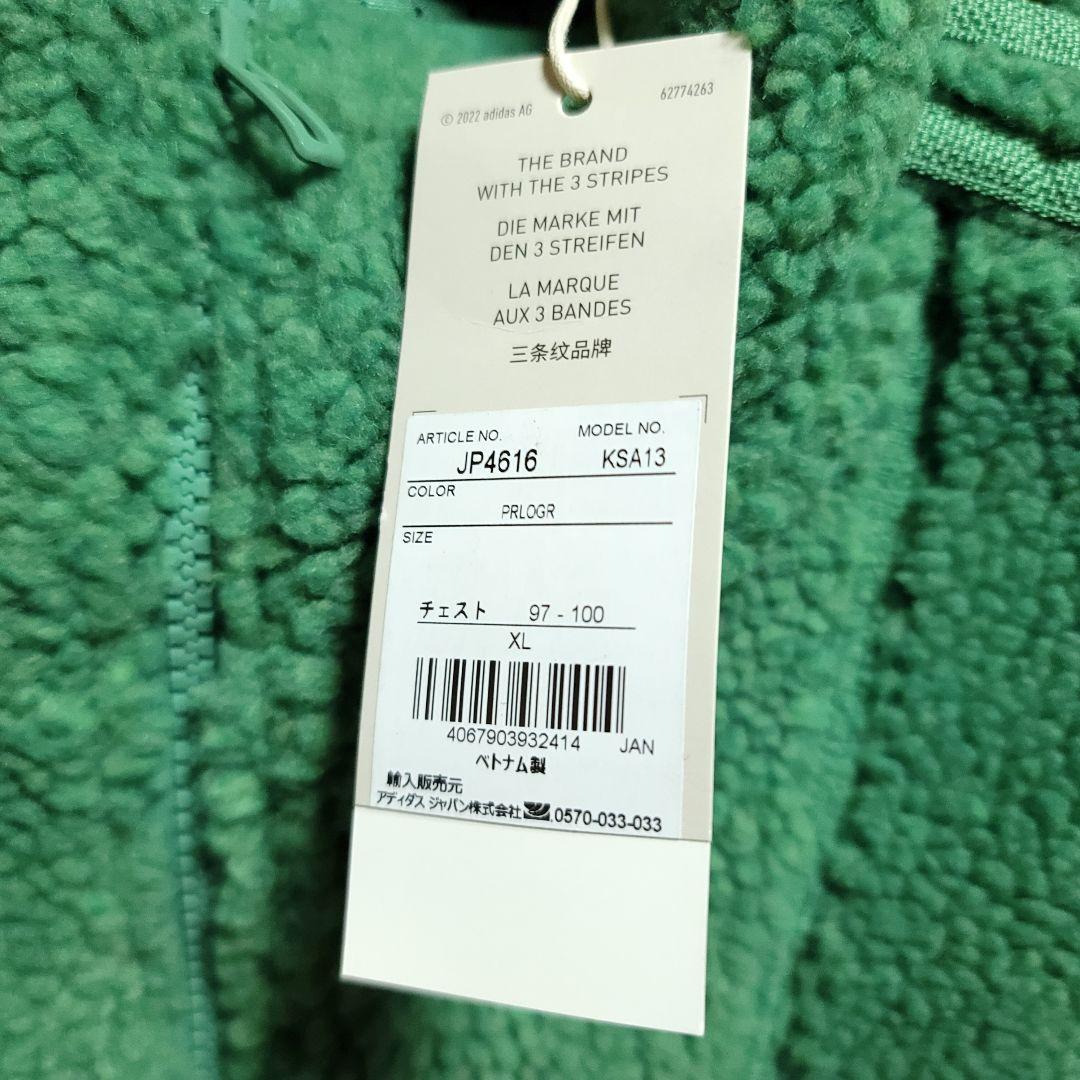 © 2022 adidas AG 62774263
THE BRAND
WITH THE 3 STRIPES
DIE MARKE MIT
DEN 3 STREIFEN
LA MARQUE
AUX 3 BANDES
三条纹品牌
ARTICLE NO. MODEL NO.
JP4616 KSA13
COLOR
PRLOGR
SIZE
チェスト 97 - 100
XL
4067903932414 JAN
ベトナム製
輸入販売元
アディダス ジャパン株式会社 .0570-033-033